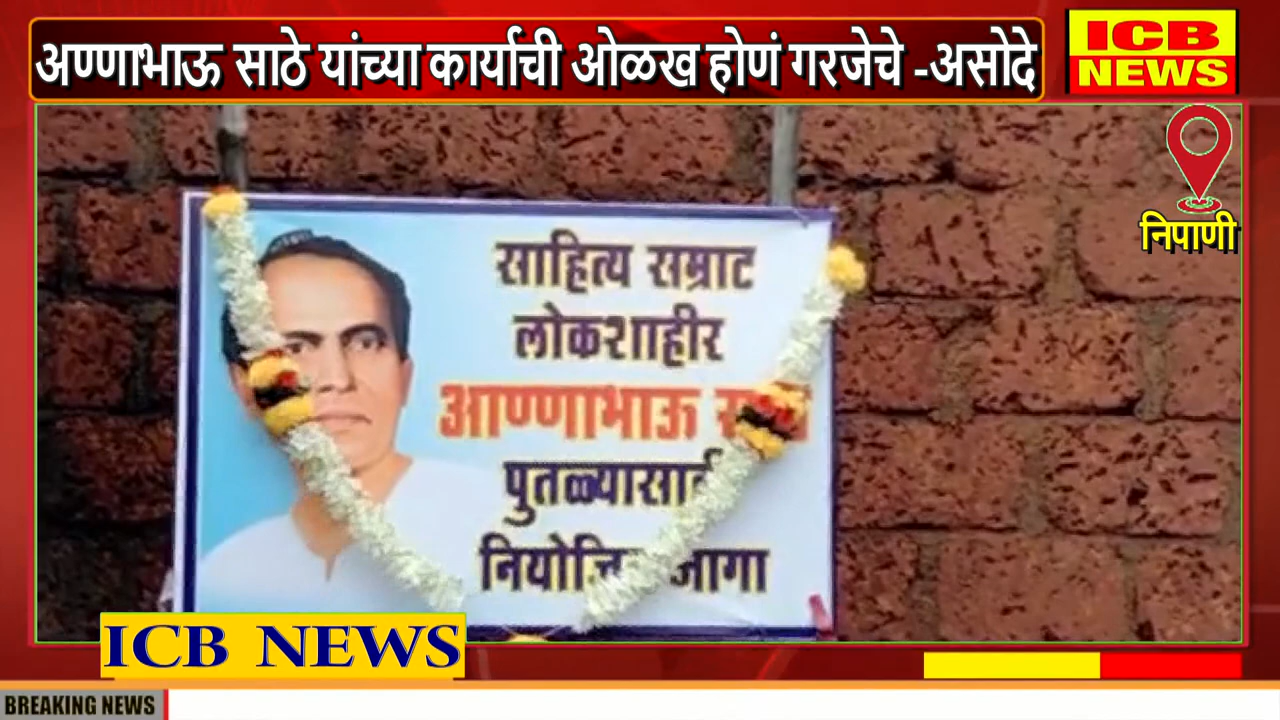 अण्णाभाऊ साठे यांच्या कार्याची ओळख होणं गरजेचे -असोदे
ICB
NEWS
निपाणी
साहित्य सम्राट
लोकशाहीर
आण्णाभाऊ
नियोजित जागा
ICB NEWS
BREAKING NEWS